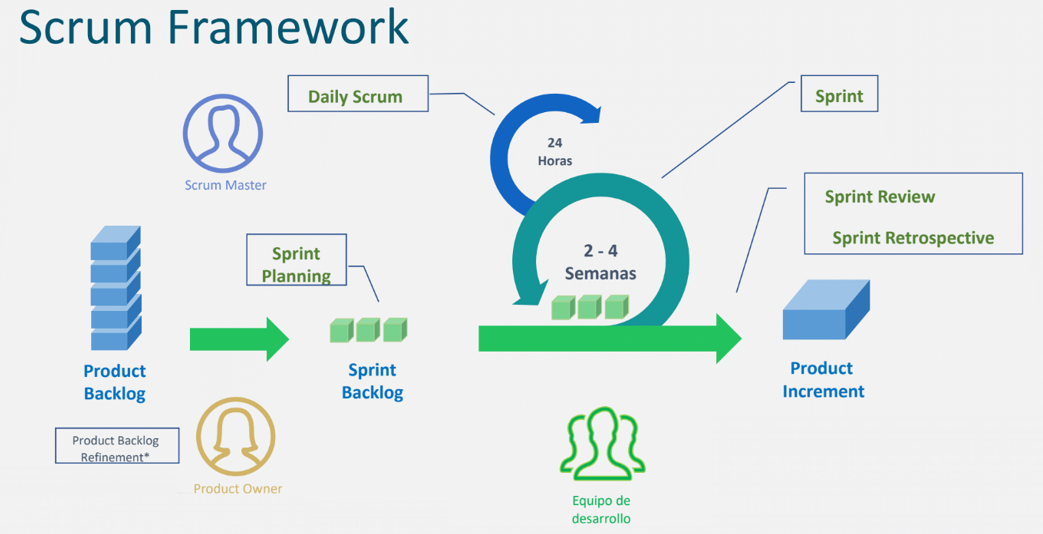 Scrum Framework
Daily Scrum
Sprint
24
Horas
Scrum Master
Sprint Review
Sprint Retrospective
Sprint
Planning
2 - 4
Semanas
Product
Backlog
Sprint
Backlog
Product
Increment
Product Backlog
Refinement*
Product Owner
Equipo de
desarrollo